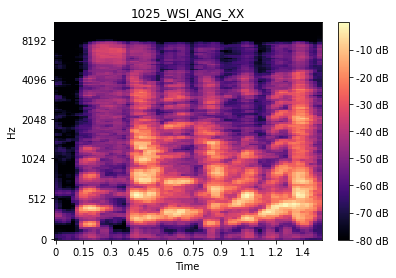 1025_WSI_ANG_XX
8192
4096
2048
1024
512
0
Hz
0 0.15 0.3 0.45 0.6 0.75 0.9 1.1 1.2 1.4
Time
-10 dB
-20 dB
-30 dB
-40 dB
-50 dB
-60 dB
-70 dB
-80 dB